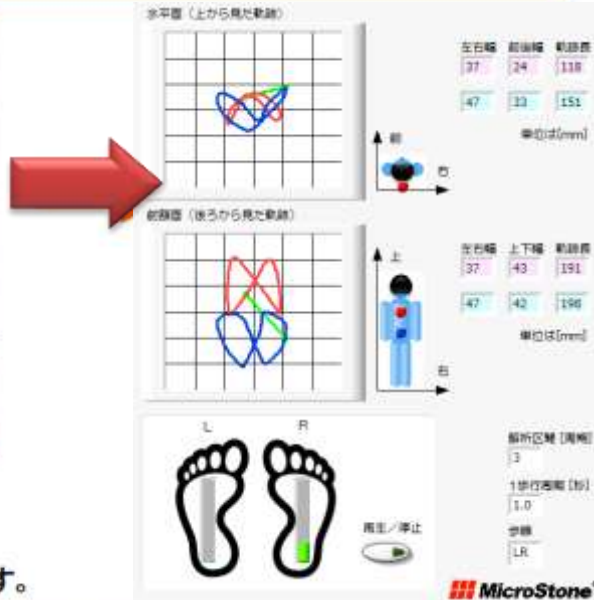 水平面（上から見た軌跡）
左右幅 前後幅 軌跡長
37 24 118
47 33 151
単位は[mm]
前
右
前額面（後ろから見た軌跡）
左右幅 上下幅 軌跡長
37 43 191
47 42 196
単位は[mm]
上
右
L R
解析区間 [周期]
3
1歩行周期 [秒]
1.0
歩順
LR
再生／停止
す。
MicroStone